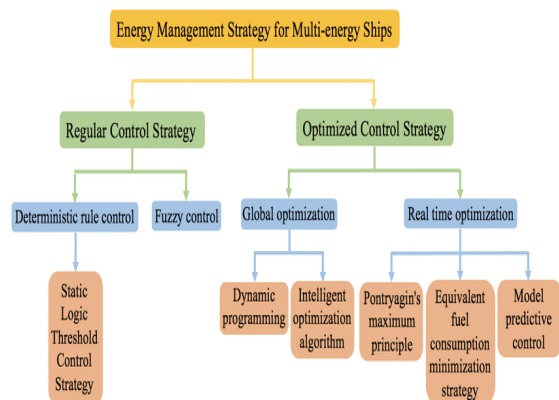 Energy Management Strategy for Multi-energy Ships
Regular Control Strategy
Optimized Control Strategy
Deterministic rule control
Fuzzy control
Global optimization
Real time optimization
Static
Logic
Threshold
Control
Strategy
Dynamic
programming
Intelligent
optimization
algorithm
Pontryagin's
maximum
principle
Equivalent
fuel
consumption
minimization
strategy
Model
predictive
control